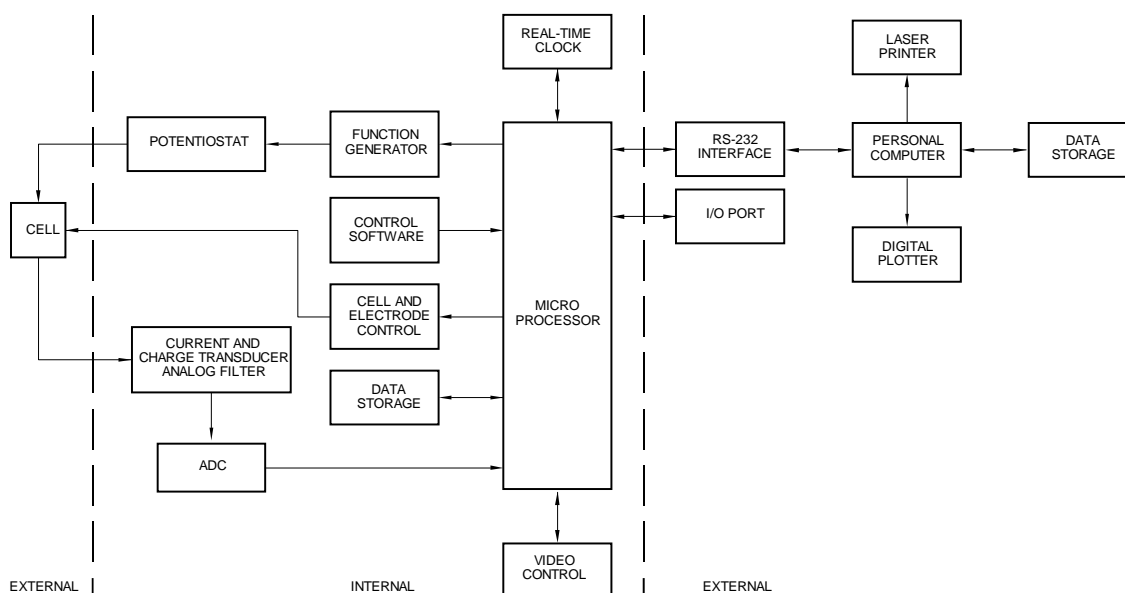 REAL-TIME
CLOCK
LASER
PRINTER
POTENTIOSTAT
FUNCTION
GENERATOR
RS-232
INTERFACE
PERSONAL
COMPUTER
DATA
STORAGE
CELL
CONTROL
SOFTWARE
I/O PORT
DIGITAL
PLOTTER
CELL AND
ELECTRODE
CONTROL
MICRO
PROCESSOR
CURRENT AND
CHARGE TRANSDUCER
ANALOG FILTER
DATA
STORAGE
ADC
VIDEO
CONTROL
EXTERNAL
INTERNAL
EXTERNAL